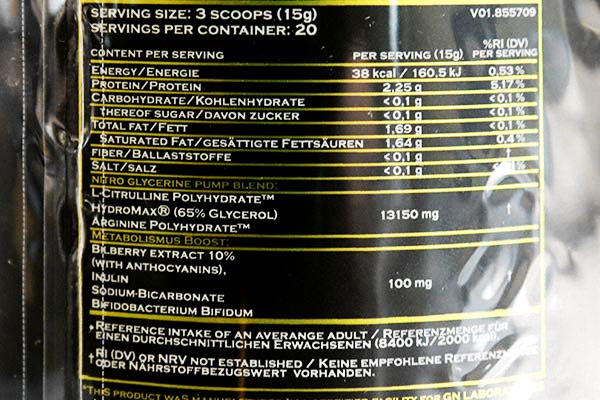 SERVING SIZE: 3 SCOOPS (15g) V01.855709
SERVINGS PER CONTAINER: 20
%RI (DV)
CONTENT PER SERVING PER SERVING (15g) PER SERVING
ENERGY/ENERGIE 38 kcal / 160,5 kJ 0,53%
PROTEIN/PROTEIN 2,25 g 5,17%
CARBOHYDRATE/KOHLENHYDRATE <0,1 g <0,1%
THEREOF SUGAR/DAVON ZUCKER <0,1 g <0,1%
TOTAL FAT/FETT 1,69 g <0,1%
SATURATED FAT/GESÄTTIGTE FETTSÄUREN 1,64 g 0,4%
FIBER/BALLASTSTOFFE <0,1 g
SALT/SALZ <0,1 g
NITRO GLYCERINE PUMP BLEND:
L-CITRULLINE POLYHYDRATE™
HYDROMAX® (65% GLYCEROL) 13150 mg †
ARGININE POLYHYDRATE™
METABOLISMUS BOOST:
BILBERRY EXTRACT 10%
(WITH ANTHOCYANINS),
INULIN 100 mg †
SODIUM-BICARBONATE
BIFIDOBACTERIUM BIFIDUM
REFERENCE INTAKE OF AN AVERANGE ADULT / REFERENZMENGE FÜR
EINEN DURCHSCHNITTLICHEN ERWACHSENEN (8400 kJ/2000 kcal).
†RI (DV) OR NRV NOT ESTABLISHED / KEINE EMPFOHLENE
ODER NÄHRSTOFFBEZUGSWERT VORHANDEN.
*THIS PRODUCT WAS FACILITY FOR GN